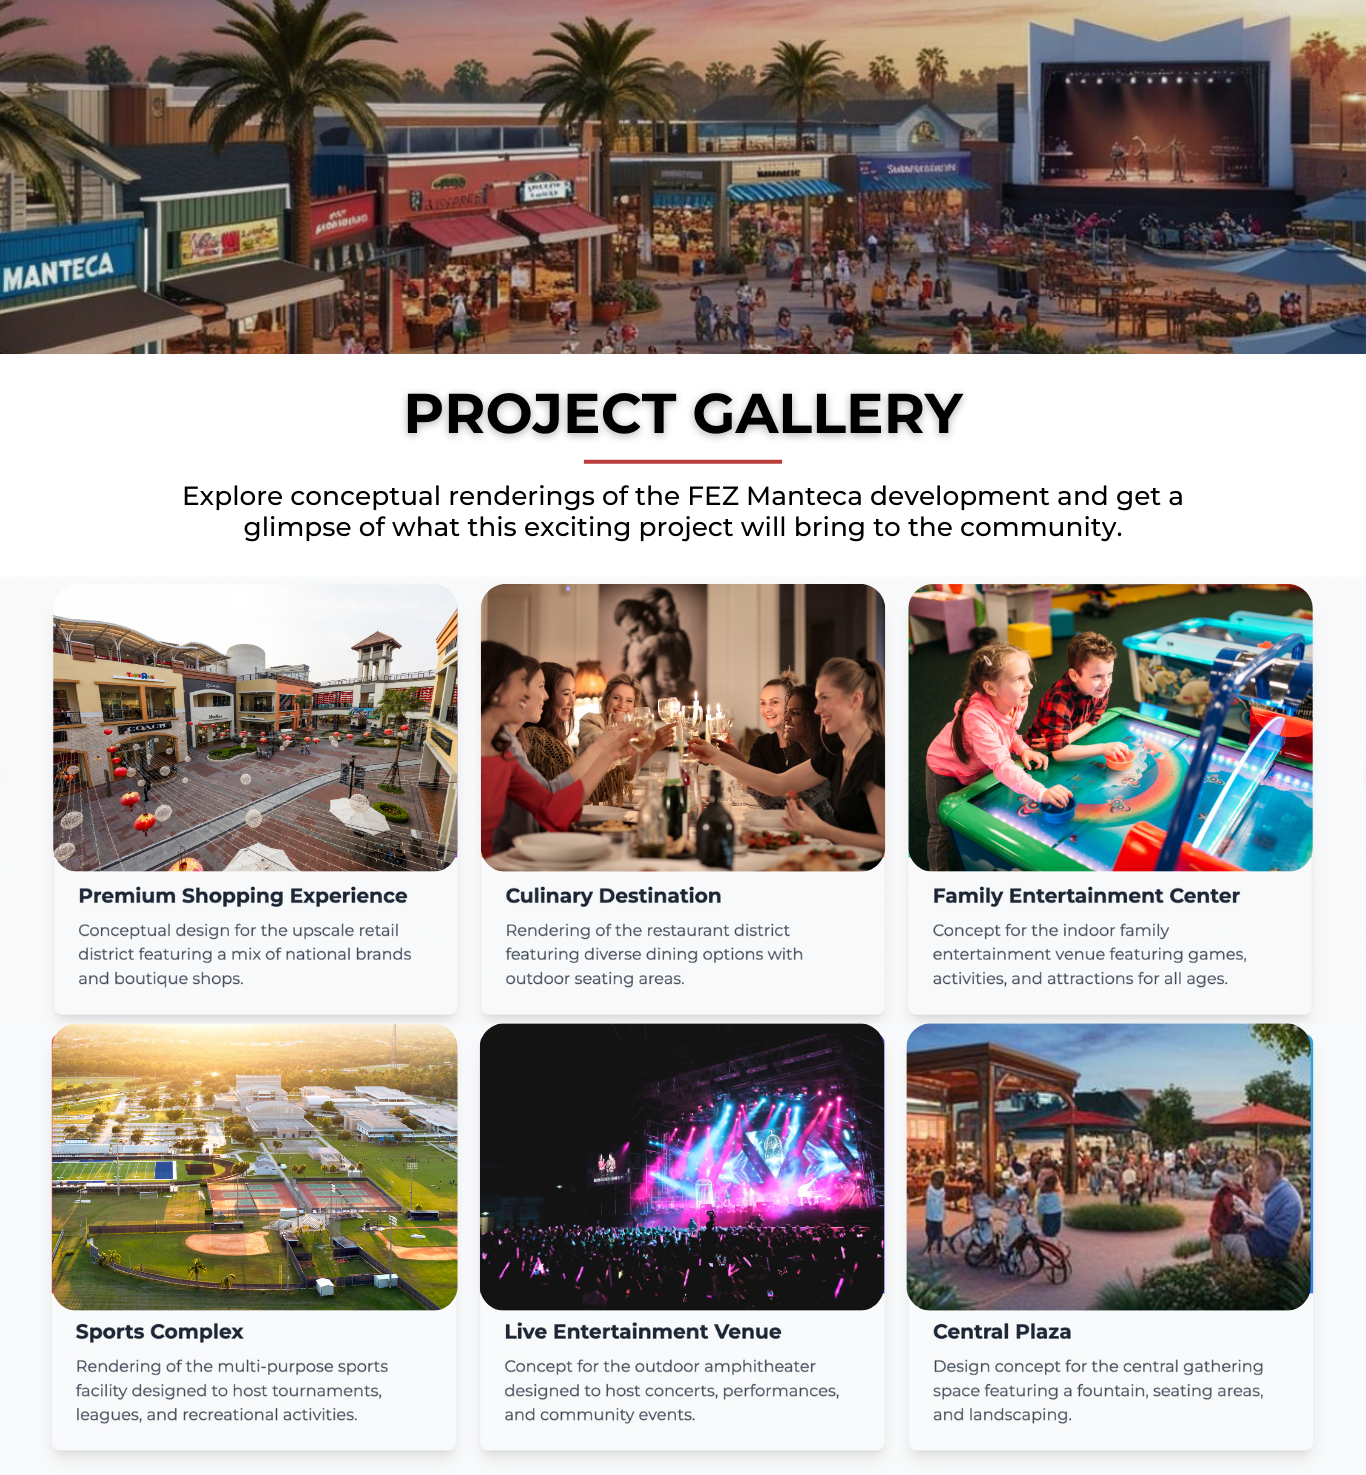 MANTECA
PROJECT GALLERY
Explore conceptual renderings of the FEZ Manteca development and get a
glimpse of what this exciting project will bring to the community.
COACH
Premium Shopping Experience
Conceptual design for the upscale retail
district featuring a mix of national brands
and boutique shops.
Culinary Destination
Rendering of the restaurant district
featuring diverse dining options with
outdoor seating areas.
Family Entertainment Center
Concept for the indoor family
entertainment venue featuring games,
activities, and attractions for all ages.
Sports Complex
Rendering of the multi-purpose sports
facility designed to host tournaments,
leagues, and recreational activities.
Live Entertainment Venue
Concept for the outdoor amphitheater
designed to host concerts, performances,
and community events.
Central Plaza
Design concept for the central gathering
space featuring a fountain, seating areas,
and landscaping.